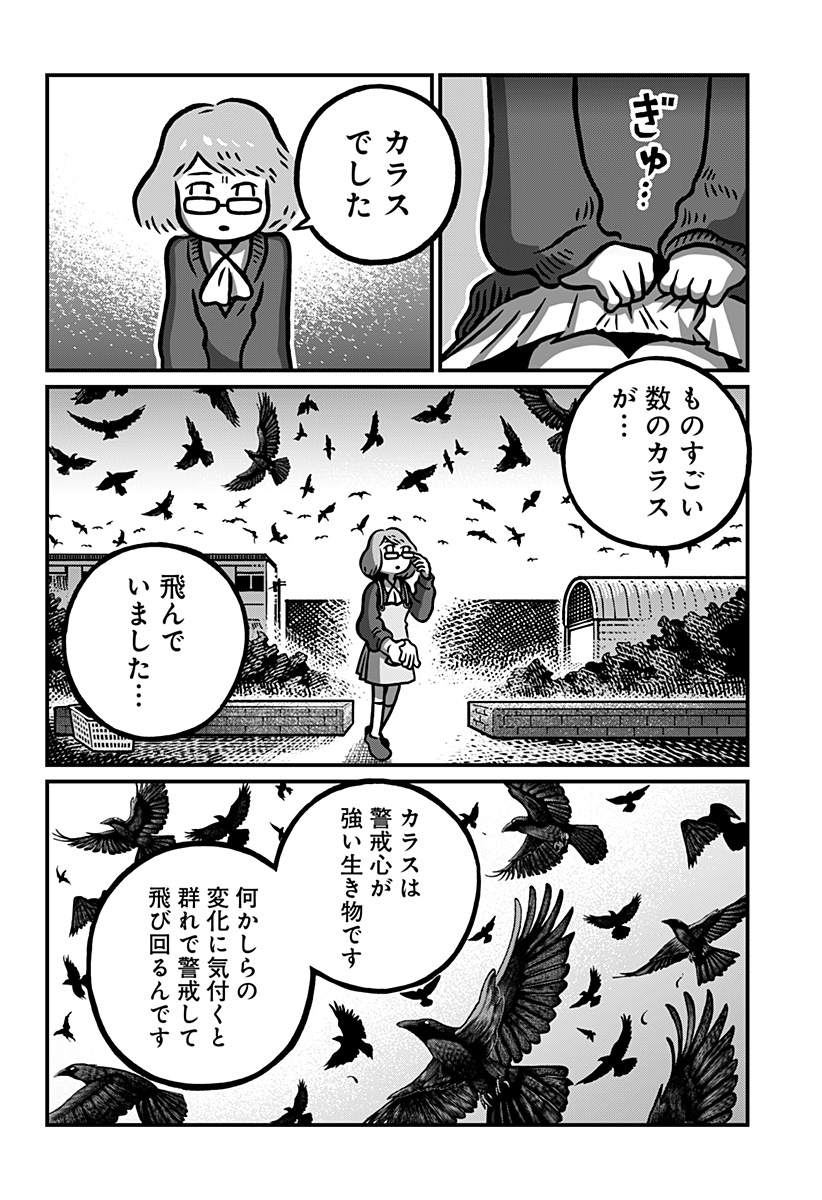 ぎゅ…
カラス
でした
ものすごい
数のカラス
が…
飛んで
いました…
カラスは
警戒心が
強い生き物です
何かしらの
変化に気付くと
群れで警戒して
飛び回るんです